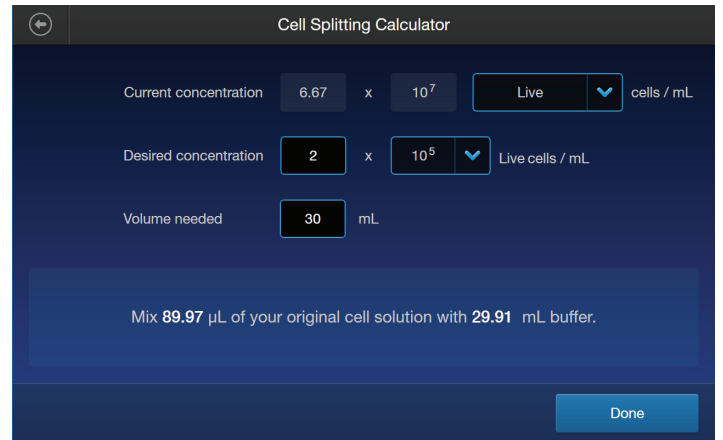 Cell Splitting Calculator
Current concentration 6.67 x 10⁷ Live cells / mL
Desired concentration 2 x 10⁵ Live cells / mL
Volume needed 30 mL
Mix 89.97 µL of your original cell solution with 29.91 mL buffer.
Done